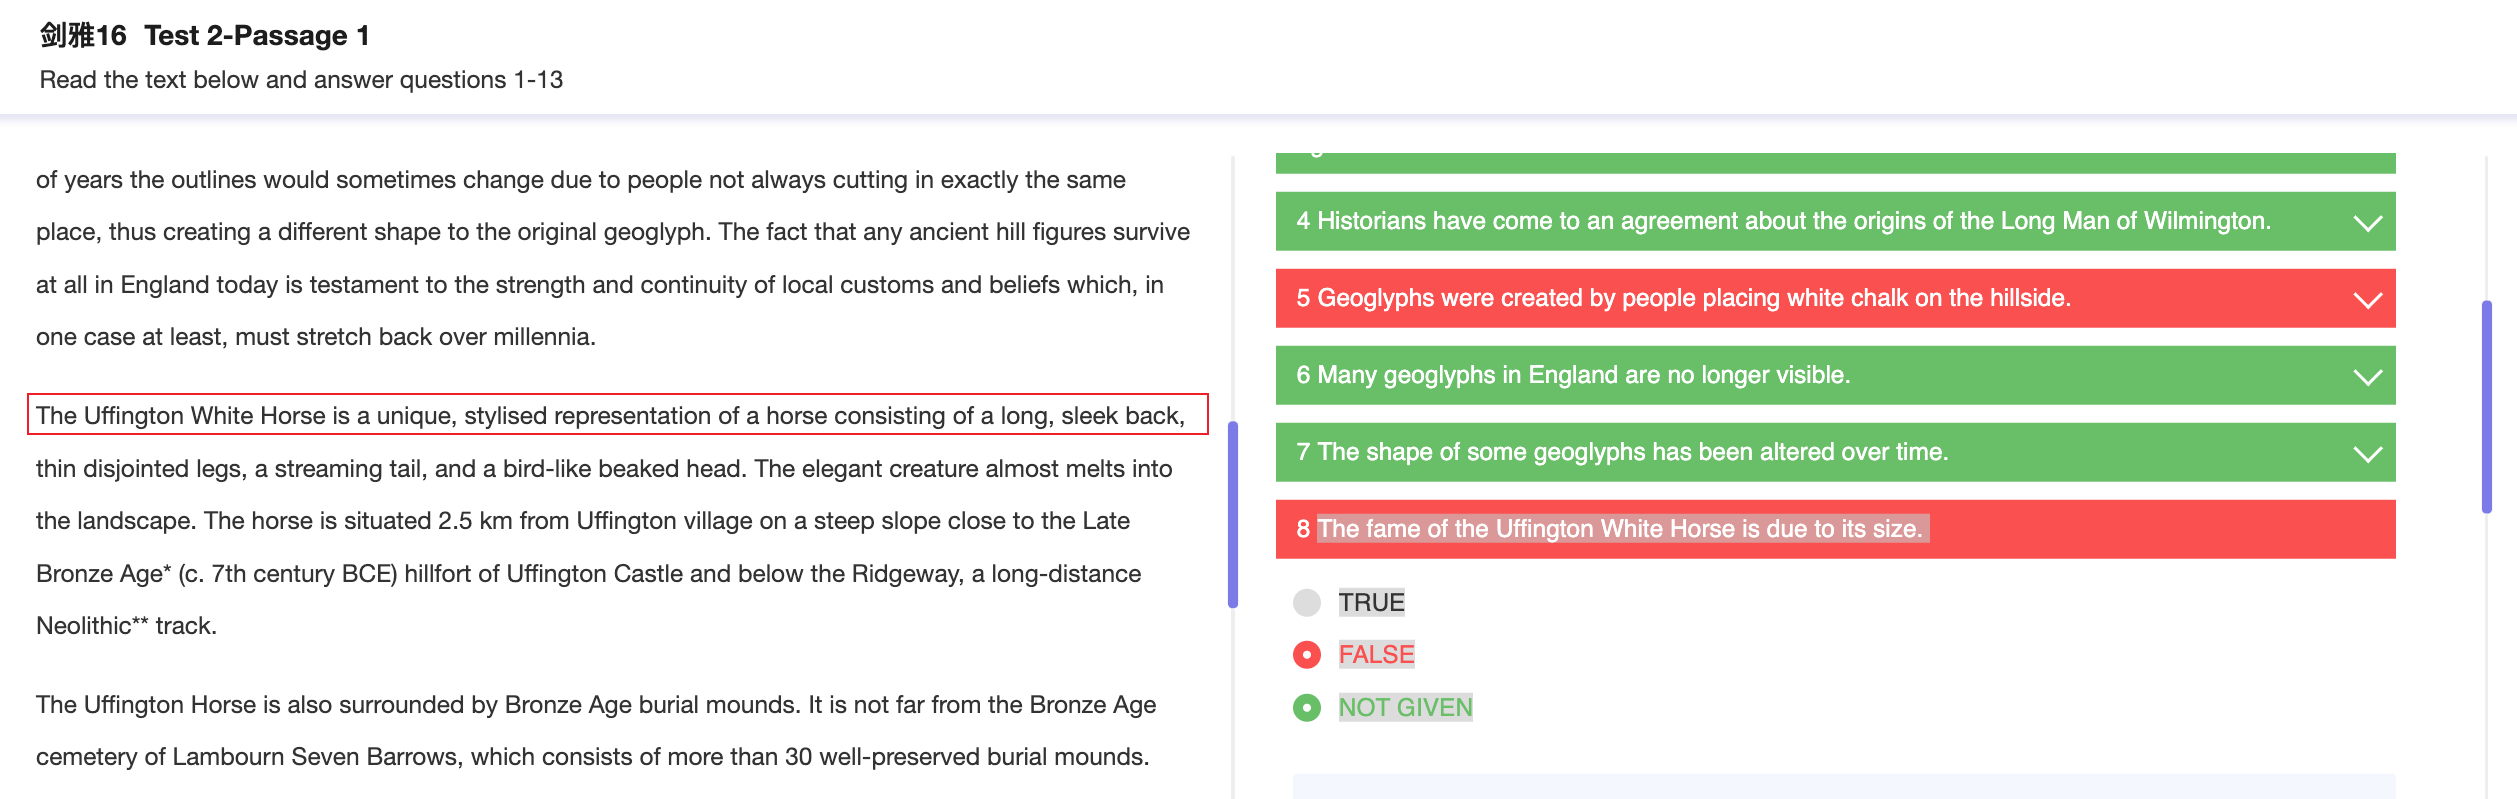 剑雅16 Test 2-Passage 1
Read the text below and answer questions 1-13
of years the outlines would sometimes change due to people not always cutting in exactly the same
place, thus creating a different shape to the original geoglyph. The fact that any ancient hill figures survive
at all in England today is testament to the strength and continuity of local customs and beliefs which, in
one case at least, must stretch back over millennia.
The Uffington White Horse is a unique, stylised representation of a horse consisting of a long, sleek back,
thin disjointed legs, a streaming tail, and a bird-like beaked head. The elegant creature almost melts into
the landscape. The horse is situated 2.5 km from Uffington village on a steep slope close to the Late
Bronze Age* (c. 7th century BCE) hillfort of Uffington Castle and below the Ridgeway, a long-distance
Neolithic** track.
The Uffington Horse is also surrounded by Bronze Age burial mounds. It is not far from the Bronze Age
cemetery of Lambourn Seven Barrows, which consists of more than 30 well-preserved burial mounds.
4 Historians have come to an agreement about the origins of the Long Man of Wilmington.
5 Geoglyphs were created by people placing white chalk on the hillside.
6 Many geoglyphs in England are no longer visible.
7 The shape of some geoglyphs has been altered over time.
8 The fame of the Uffington White Horse is due to its size.
TRUE
FALSE
NOT GIVEN